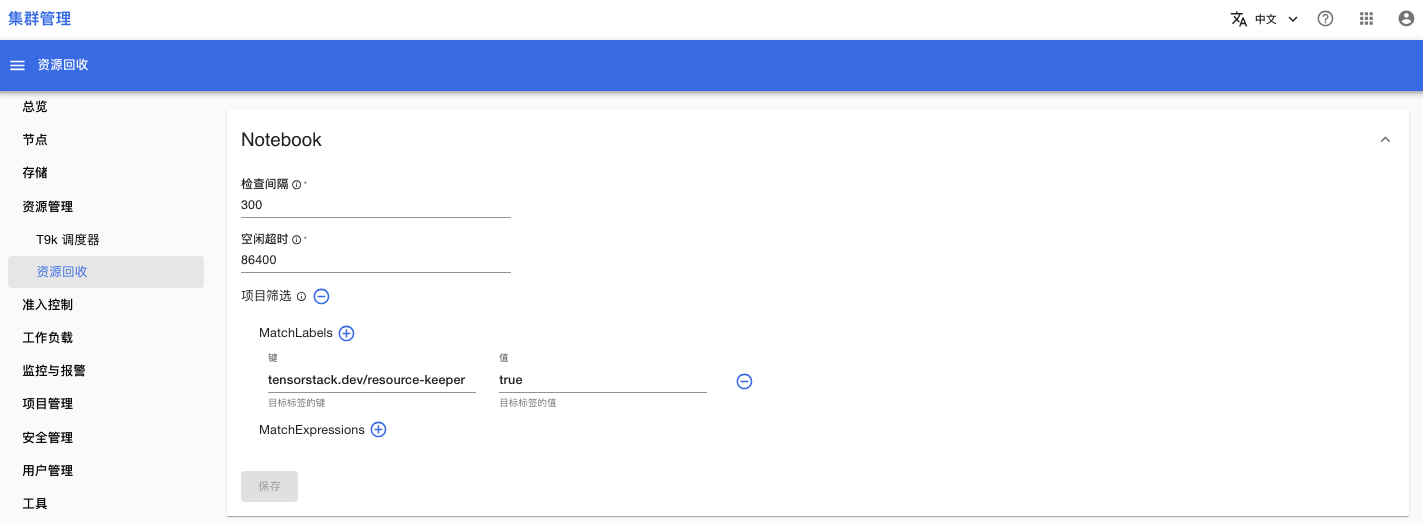 集群管理
中文
资源回收
总览
节点
存储
资源管理
T9k 调度器
资源回收
准入控制
工作负载
监控与报警
项目管理
安全管理
用户管理
工具
Notebook
检查间隔 *
300
空闲超时 *
86400
项目筛选
MatchLabels
键 值
tensorstack.dev/resource-keeper true
目标标签的键 目标标签的值
MatchExpressions
保存